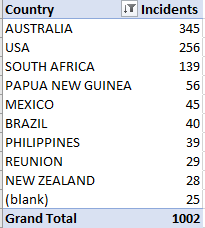 Country Incidents
AUSTRALIA 345
USA 256
SOUTH AFRICA 139
PAPUA NEW GUINEA 56
MEXICO 45
BRAZIL 40
PHILIPPINES 39
REUNION 29
NEW ZEALAND 28
(blank) 25
Grand Total 1002